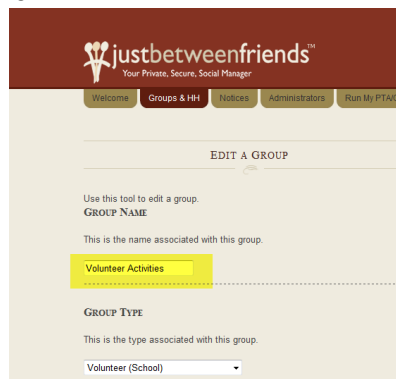 justbetweenfriends™
Your Private, Secure, Social Manager
Welcome Groups & HH Notices Administrators Run My PTA/
EDIT A GROUP
Use this tool to edit a group.
GROUP NAME
This is the name associated with this group.
Volunteer Activities
GROUP TYPE
This is the type associated with this group.
Volunteer (School)